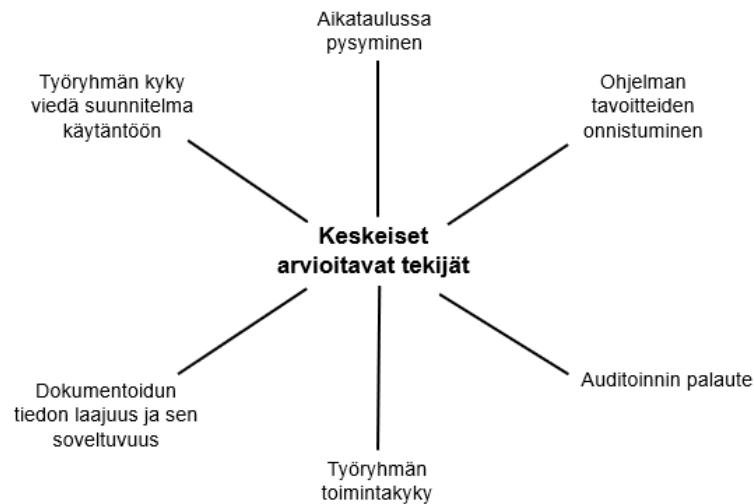 Aikataulussa
pysyminen
Työryhmän kyky
viedä suunnitelma
käytäntöön
Ohjelman
tavoitteiden
onnistuminen
Keskeiset
arvioitavat tekijät
Dokumentoidun
tiedon laajuus ja sen
soveltuvuus
Auditoinnin palaute
Työryhmän
toimintakyky